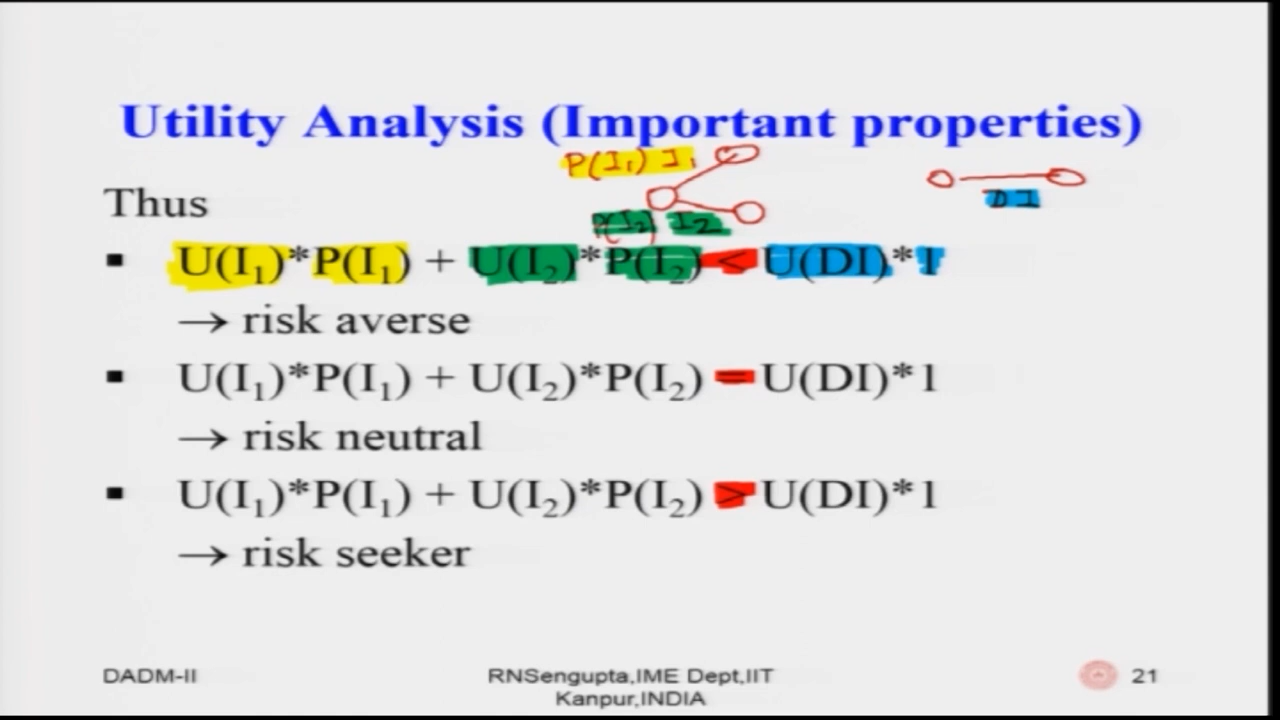 Utility Analysis (Important properties)
P(I₁) I₁
DI
Thus
P(I₂) I₂
▪ U(I₁)*P(I₁) + U(I₂)*P(I₂) < U(DI)*1
→ risk averse
▪ U(I₁)*P(I₁) + U(I₂)*P(I₂) = U(DI)*1
→ risk neutral
▪ U(I₁)*P(I₁) + U(I₂)*P(I₂) > U(DI)*1
→ risk seeker
DADM-II
RNSengupta,IME Dept,IIT
Kanpur,INDIA
21